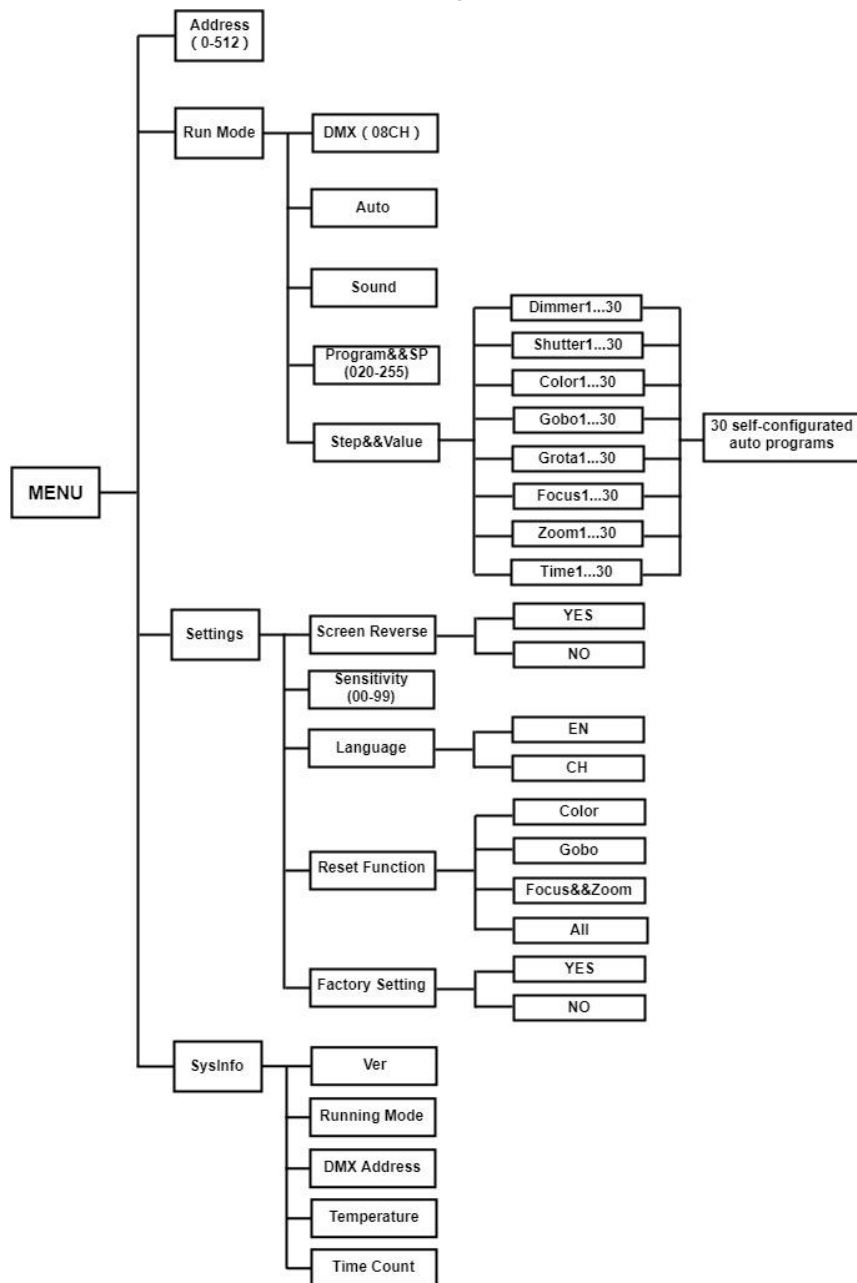 Address
( 0-512 )
Run Mode
DMX ( 08CH )
Auto
Sound
Program&&SP
(020-255)
Step&&Value
Dimmer1...30
Shutter1...30
Color1...30
Gobo1...30
Grota1...30
Focus1...30
Zoom1...30
Time1...30
30 self-configurated
auto programs
MENU
Settings
Screen Reverse
YES
NO
Sensitivity
(00-99)
Language
EN
CH
Reset Function
Color
Gobo
Focus&&Zoom
All
Factory Setting
YES
NO
SysInfo
Ver
Running Mode
DMX Address
Temperature
Time Count